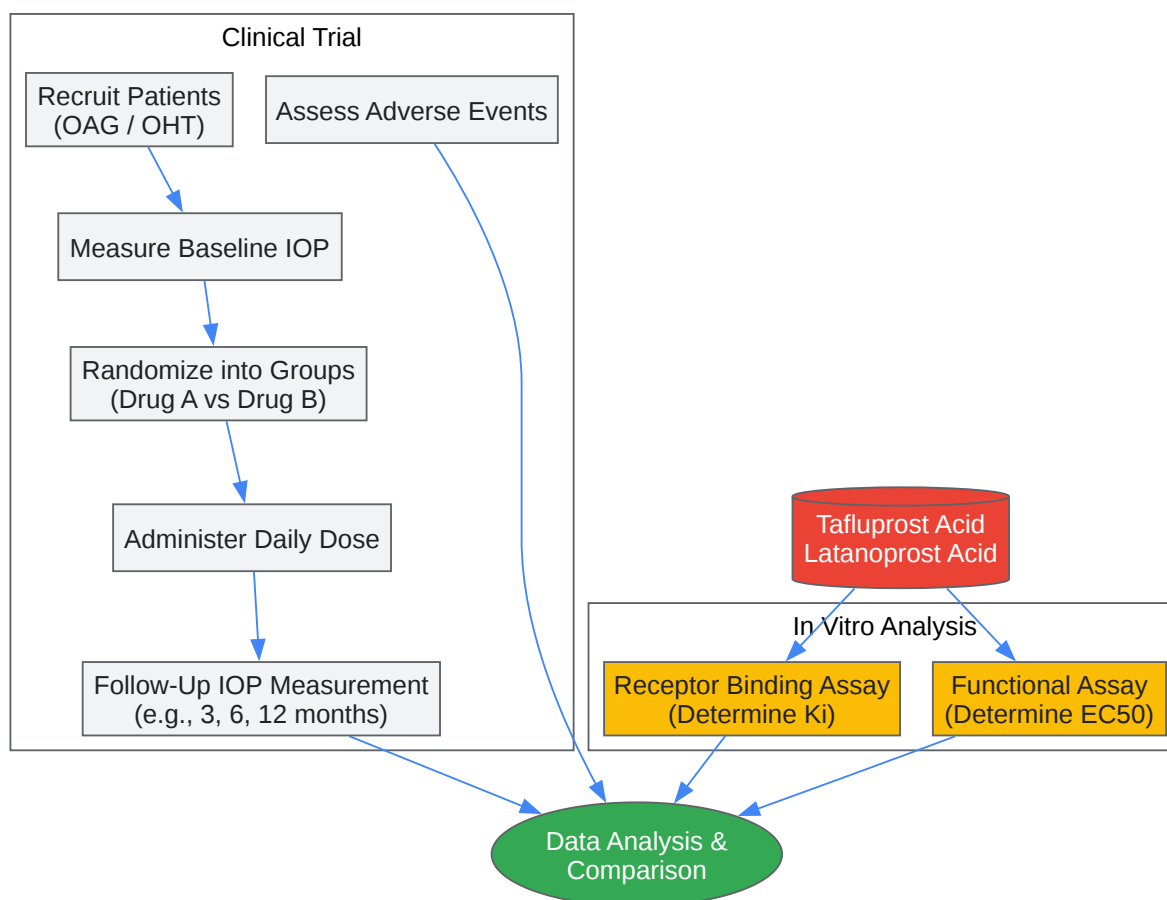 Clinical Trial
Recruit Patients
(OAG / OHT)
Assess Adverse Events
Measure Baseline IOP
Randomize into Groups
(Drug A vs Drug B)
Administer Daily Dose
Follow-Up IOP Measurement
(e.g., 3, 6, 12 months)
Tafluprost Acid
Latanoprost Acid
In Vitro Analysis
Receptor Binding Assay
(Determine Ki)
Functional Assay
(Determine EC50)
Data Analysis &
Comparison